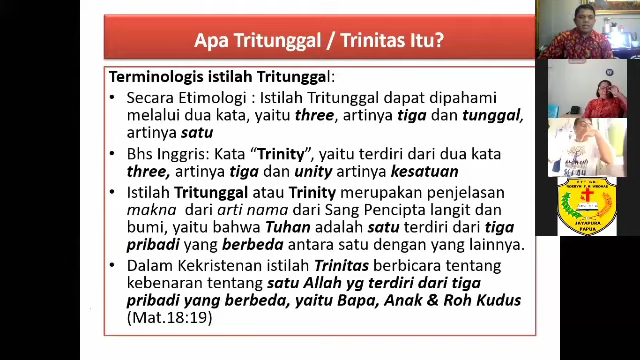 Apa Tritunggal / Trinitas Itu?
Terminologis istilah Tritunggal:
• Secara Etimologi : Istilah Tritunggal dapat dipahami
melalui dua kata, yaitu three, artinya tiga dan tunggal,
artinya satu
• Bhs Inggris: Kata “Trinity”, yaitu terdiri dari dua kata
three, artinya tiga dan unity artinya kesatuan
• Istilah Tritunggal atau Trinity merupakan penjelasan
makna dari arti nama dari Sang Pencipta langit dan
bumi, yaitu bahwa Tuhan adalah satu terdiri dari tiga
pribadi yang berbeda antara satu dengan yang lainnya.
• Dalam Kekristenan istilah Trinitas berbicara tentang
kebenaran tentang satu Allah yg terdiri dari tiga
pribadi yang berbeda, yaitu Bapa, Anak & Roh Kudus
(Mat.18:19)
JAYAPURA
PAPUA